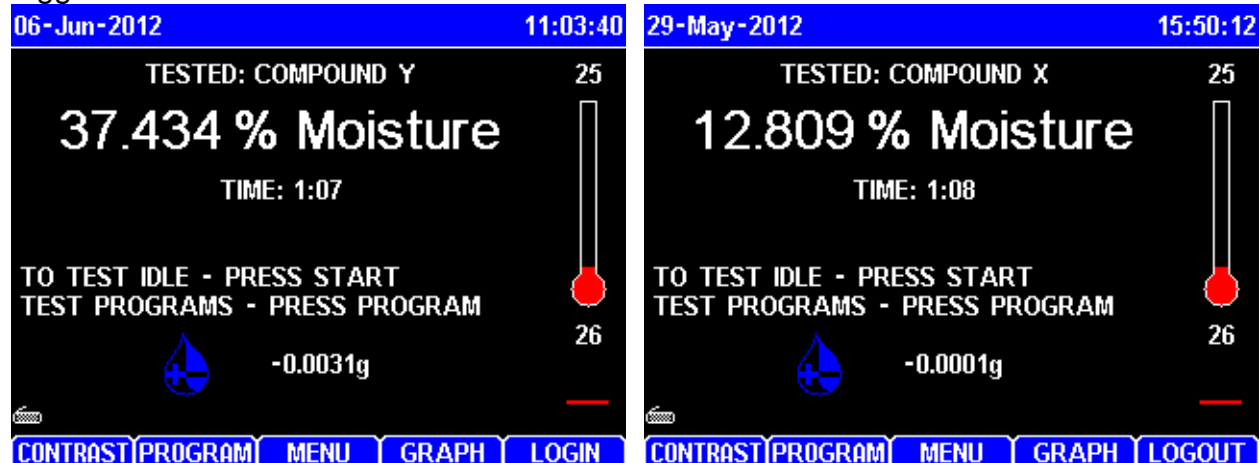 06-Jun-2012 11:03:40
TESTED: COMPOUND Y 25
37.434 % Moisture
TIME: 1:07
TO TEST IDLE - PRESS START
TEST PROGRAMS - PRESS PROGRAM
26
-0.0031g
CONTRAST PROGRAM MENU GRAPH LOGIN
29-May-2012 15:50:12
TESTED: COMPOUND X 25
12.809 % Moisture
TIME: 1:08
TO TEST IDLE - PRESS START
TEST PROGRAMS - PRESS PROGRAM
26
-0.0001g
CONTRAST PROGRAM MENU GRAPH LOGOUT